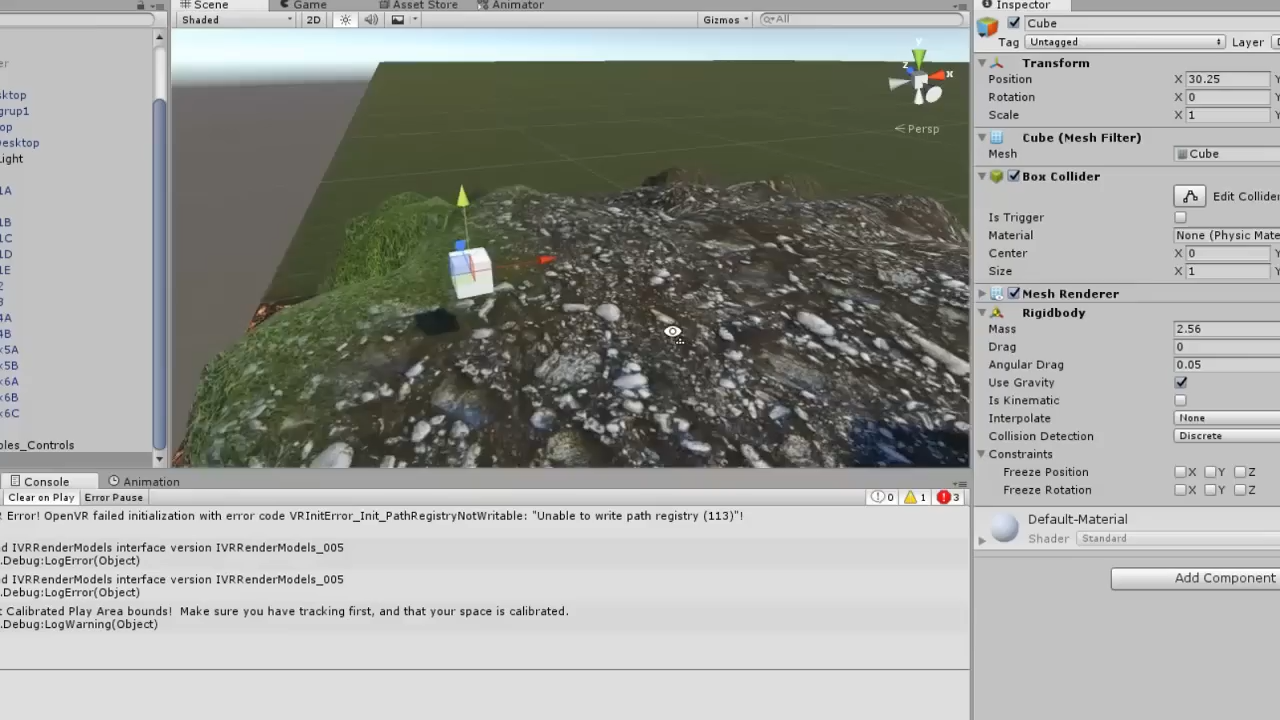 Scene
Game
Asset Store
Animator
Inspector
Shaded
2D
Gizmos
All
Cube
Tag
Untagged
Layer
Transform
Position
X
30.25
Rotation
X
0
Scale
X
1
Cube (Mesh Filter)
Mesh
Cube
Box Collider
Edit Collider
Is Trigger
Material
None (Physic Mate
Center
X
0
Size
X
1
Mesh Renderer
Rigidbody
Mass
2.56
Drag
0
Angular Drag
0.05
Use Gravity
Is Kinematic
Interpolate
None
Collision Detection
Discrete
Constraints
Freeze Position
X
Y
Z
Freeze Rotation
X
Y
Z
Default-Material
Shader
Standard
Add Component
y
x
z
Persp
er
sktop
grup1
op
Desktop
Light
1A
1B
1C
1D
1E
2
3
4A
4B
x5A
x5B
x6A
x6B
x6C
oles_Controls
Console
Animation
Clear on Play
Error Pause
0
1
3
R Error! OpenVR failed initialization with error code VRInitError_Init_PathRegistryNotWritable: "Unable to write path registry (113)"!
d IVRRenderModels interface version IVRRenderModels_005
.Debug:LogError(Object)
d IVRRenderModels interface version IVRRenderModels_005
.Debug:LogError(Object)
t Calibrated Play Area bounds!  Make sure you have tracking first, and that your space is calibrated.
.Debug:LogWarning(Object)